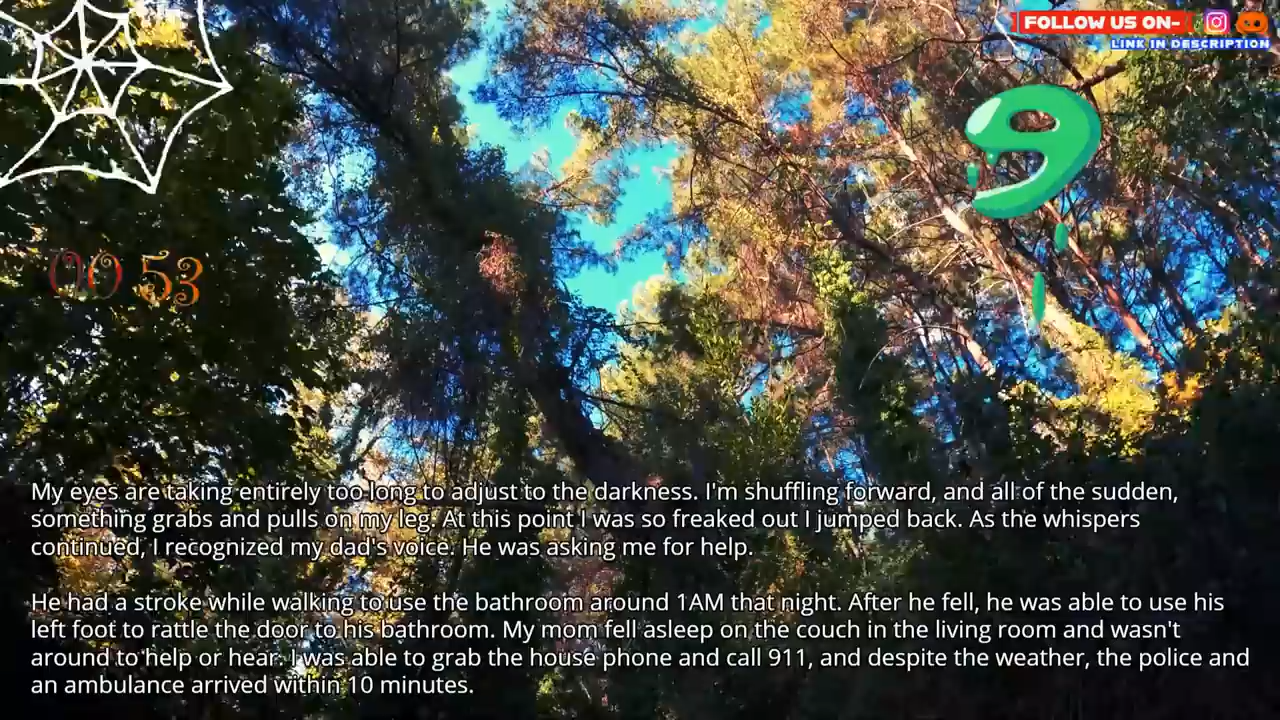 FOLLOW US ON-
LINK IN DESCRIPTION
9
00 53
My eyes are taking entirely too long to adjust to the darkness. I'm shuffling forward, and all of the sudden,
something grabs and pulls on my leg. At this point I was so freaked out I jumped back. As the whispers
continued, I recognized my dad's voice. He was asking me for help.
He had a stroke while walking to use the bathroom around 1AM that night. After he fell, he was able to use his
left foot to rattle the door to his bathroom. My mom fell asleep on the couch in the living room and wasn't
around to help or hear. I was able to grab the house phone and call 911, and despite the weather, the police and
an ambulance arrived within 10 minutes.